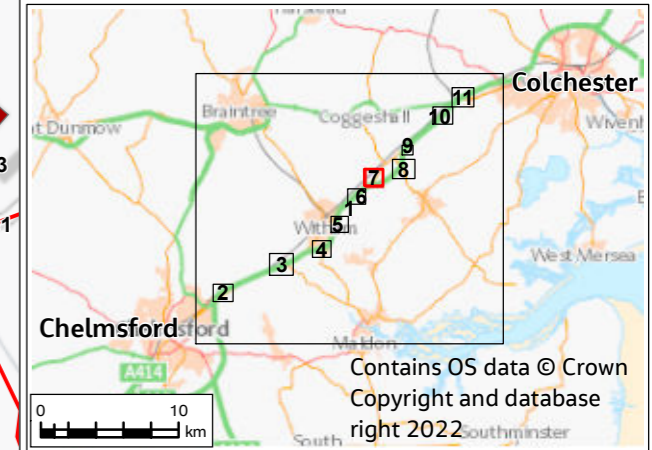 Colchester
11
Braintree
10
t Dunmow
Coggeshall
Wivenh
9
3
8
7
6
1
1
Witham
5
4
West Mersea
3
2
Chelmsford
Maldon
A414
Contains OS data © Crown
Copyright and database
right 2022
0 10
km
South
Southminster